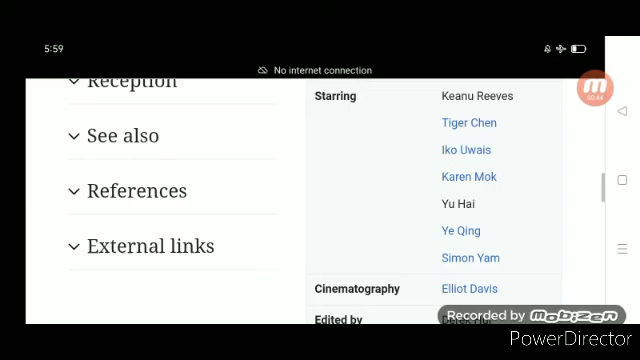 5:59
No internet connection
Reception
See also
References
External links
Starring
Keanu Reeves
Tiger Chen
Iko Uwais
Karen Mok
Yu Hai
Ye Qing
Simon Yam
Cinematography
Elliot Davis
Edited by
Recorded by Mobizen
PowerDirector